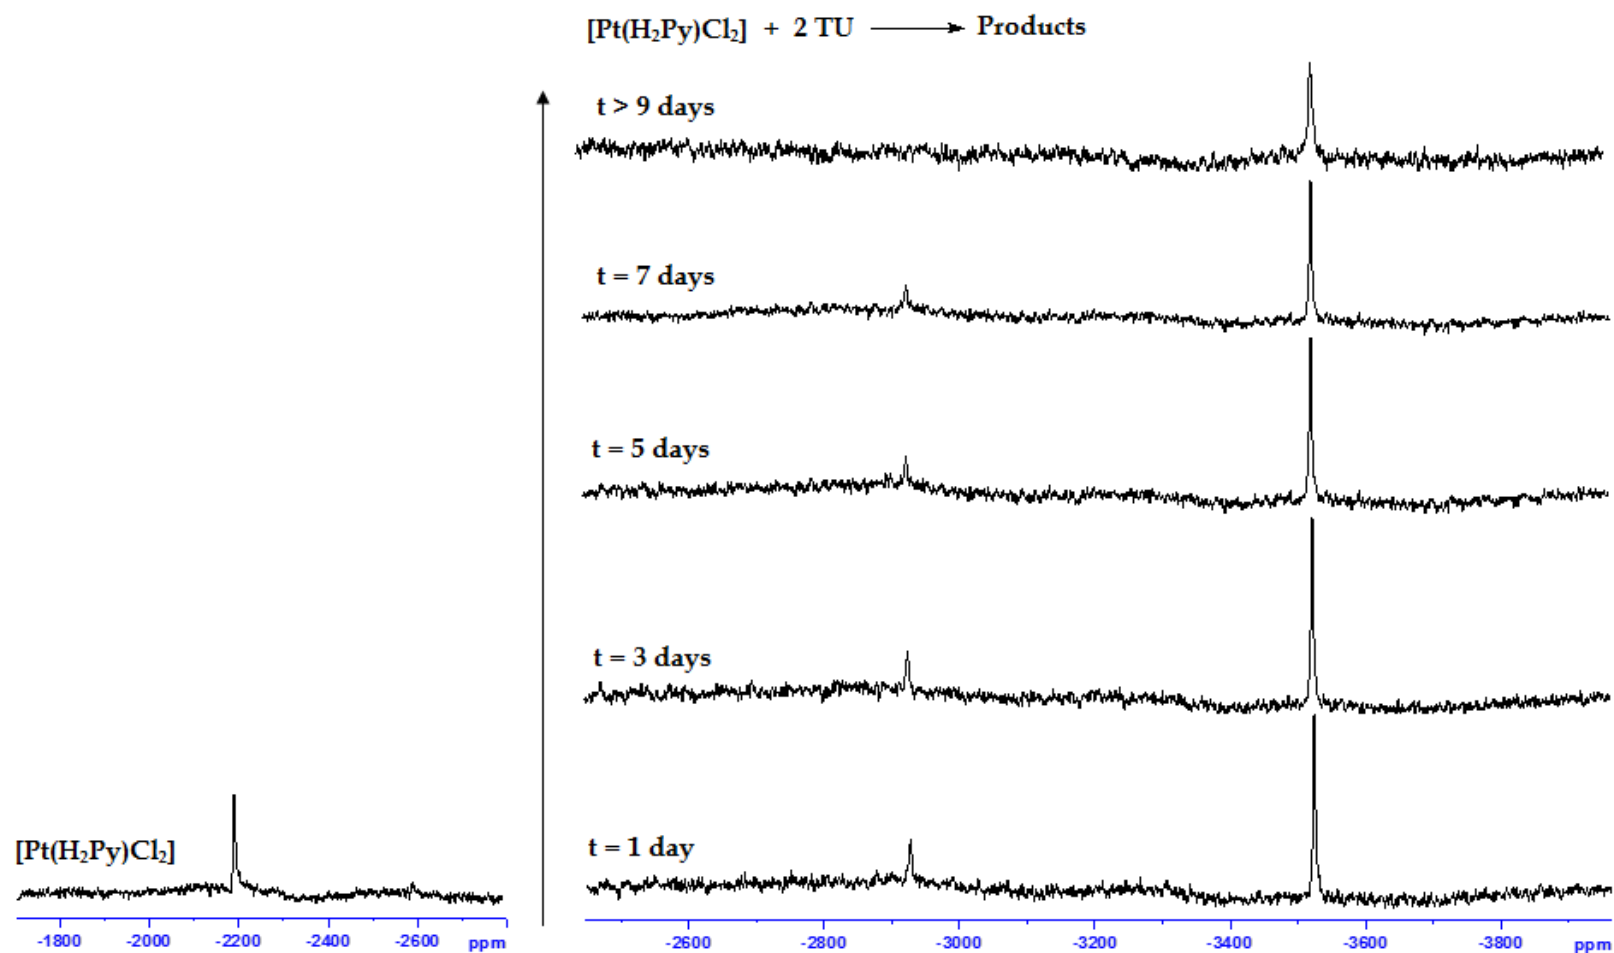 [Pt(H₂Py)Cl₂] + 2 TU ⟶ Products
t > 9 days
t = 7 days
t = 5 days
t = 3 days
[Pt(H₂Py)Cl₂]
t = 1 day
-1800 -2000 -2200 -2400 -2600 ppm
-2600 -2800 -3000 -3200 -3400 -3600 -3800 ppm